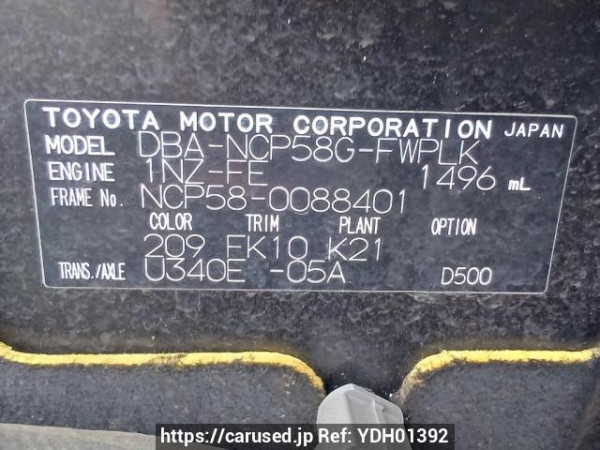 TOYOTA MOTOR CORPORATION JAPAN
MODEL DBA-NCP58G-FWPLK
ENGINE 1NZ-FE 1496 mL
FRAME No. NCP58-0088401
COLOR TRIM PLANT OPTION
209 FK10 K21
TRANS./AXLE U340E -05A D500
https://carused.jp Ref: YDH01392